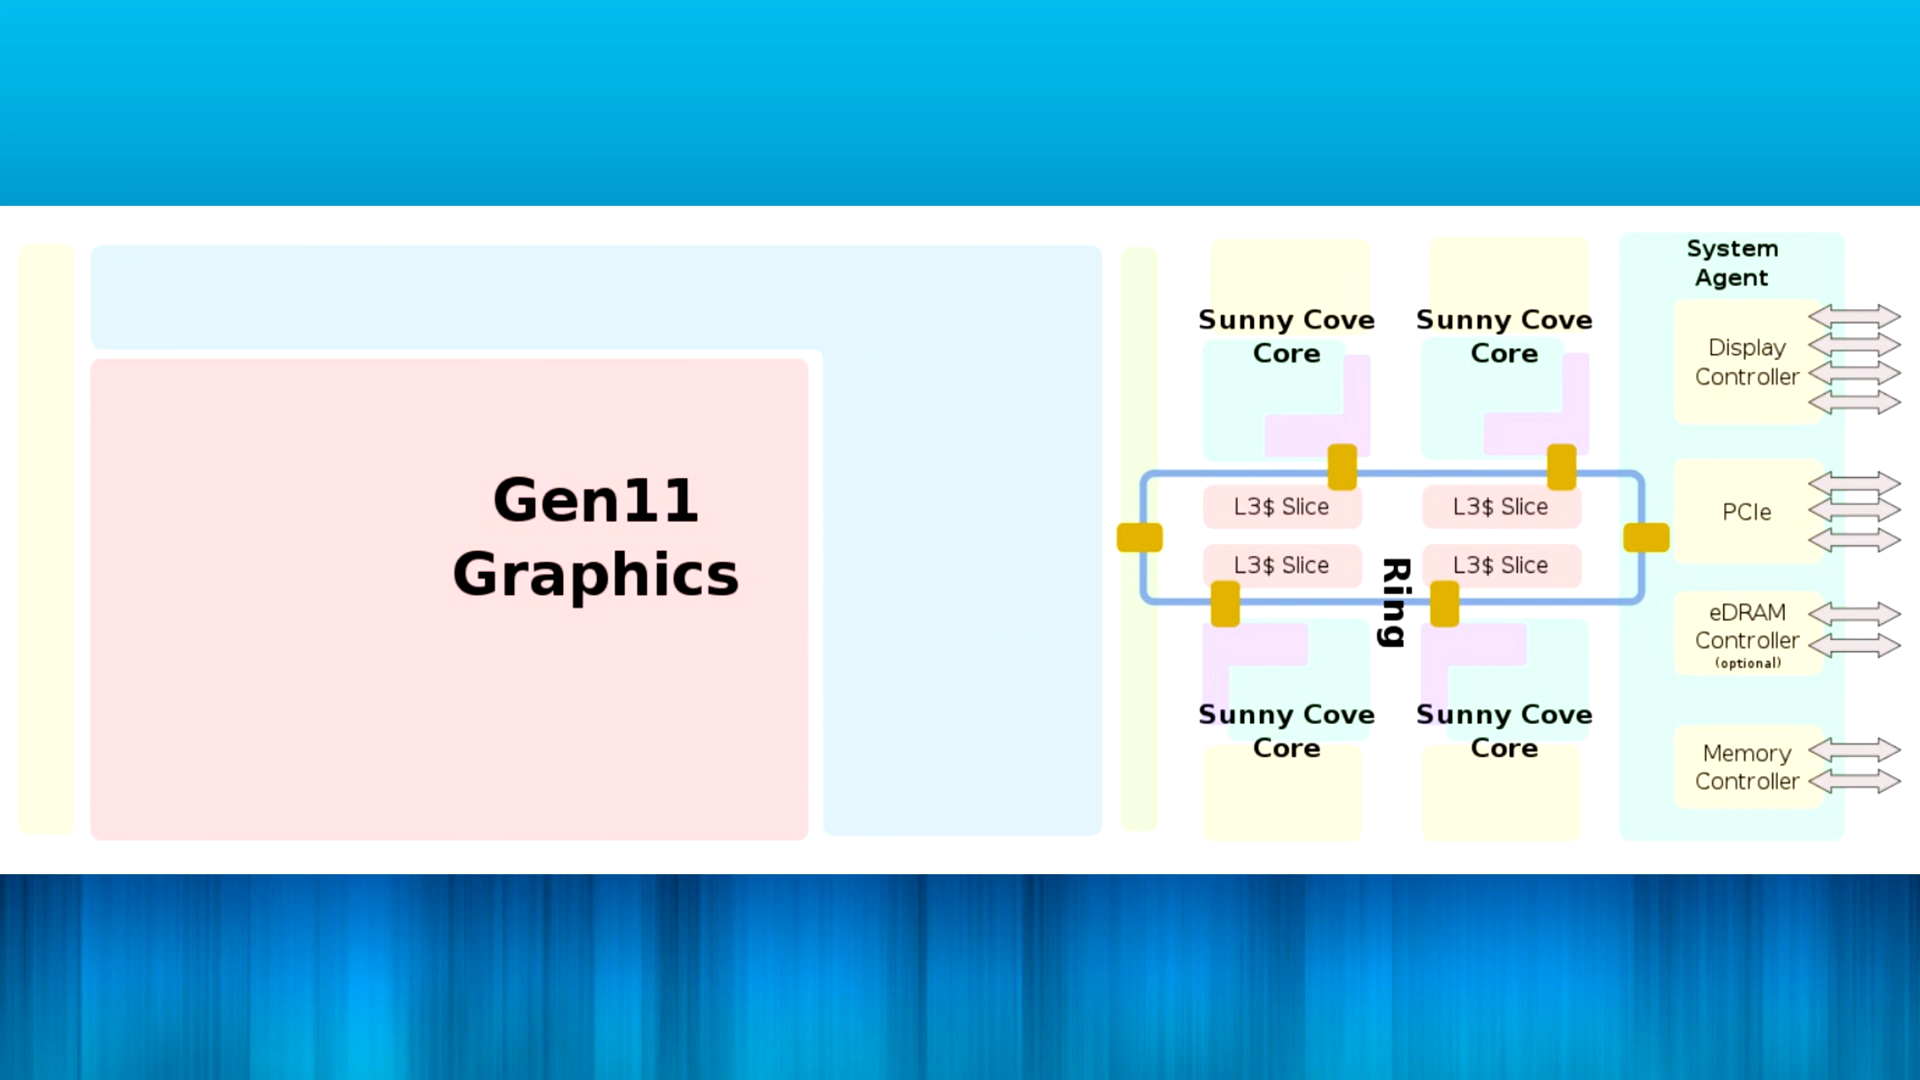 Gen11
Graphics
Sunny Cove
Core
Sunny Cove
Core
L3$ Slice
L3$ Slice
L3$ Slice
L3$ Slice
Ring
Sunny Cove
Core
Sunny Cove
Core
System
Agent
Display
Controller
PCIe
eDRAM
Controller
(optional)
Memory
Controller